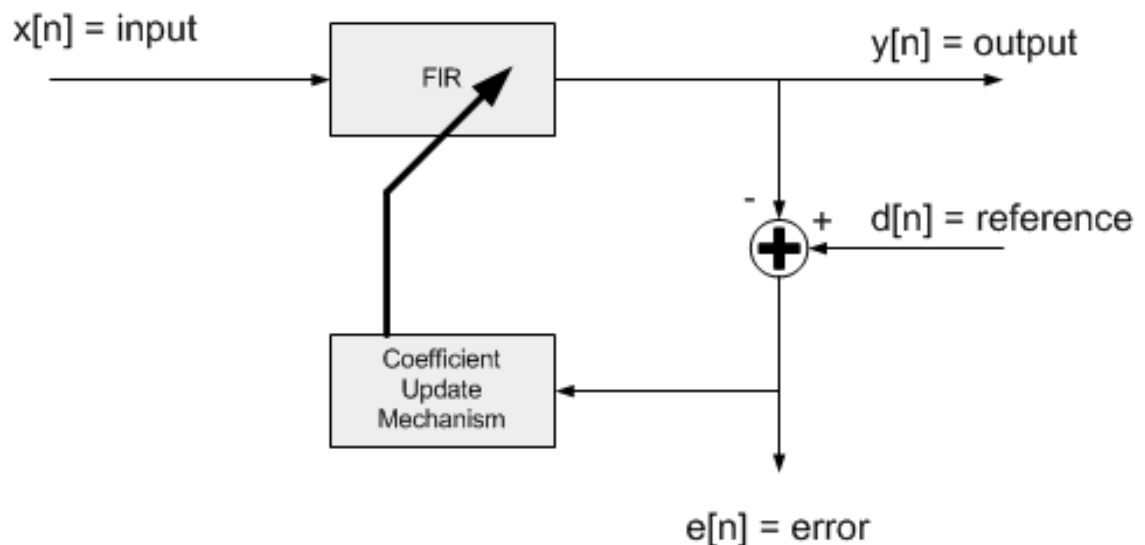 x[n] = input
FIR
y[n] = output
-
+
d[n] = reference
Coefficient
Update
Mechanism
e[n] = error